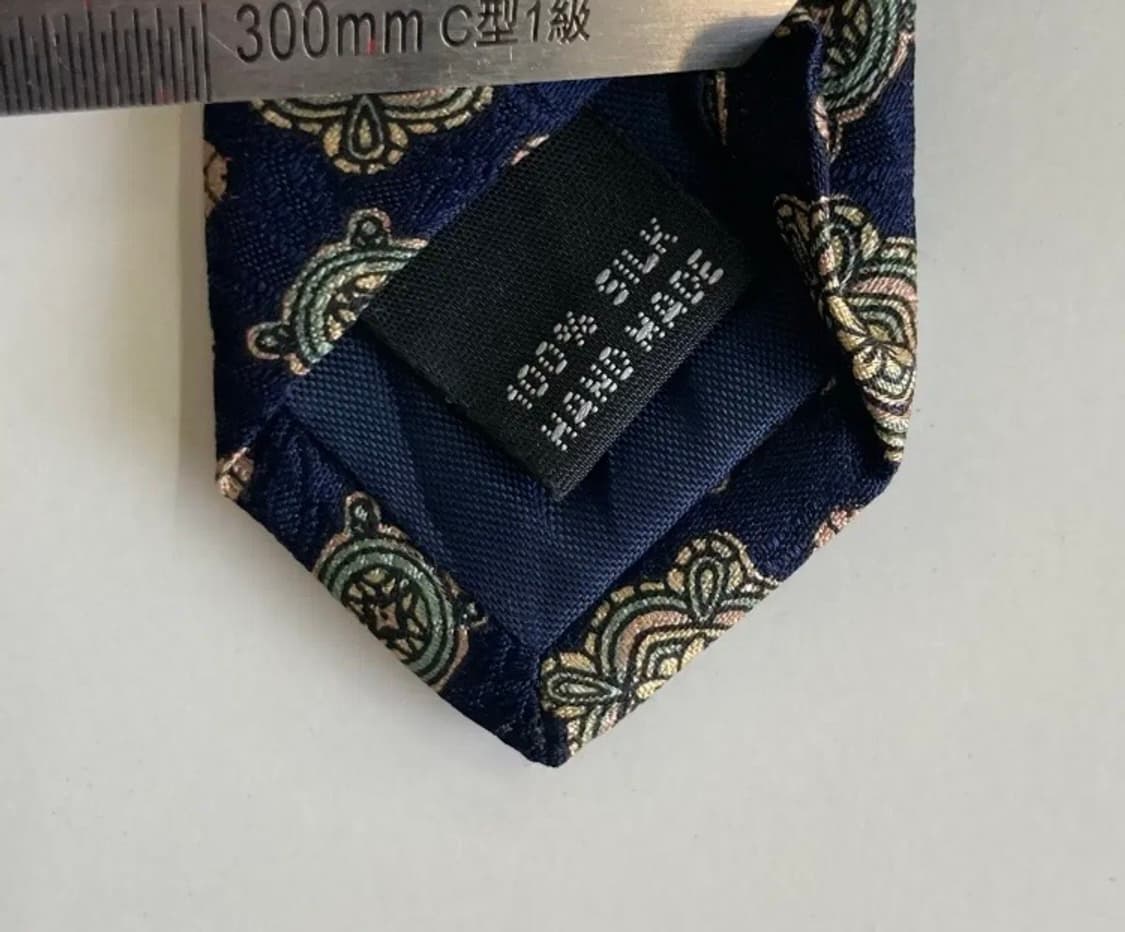 300mm C型1級
100% SILK
HAND MADE